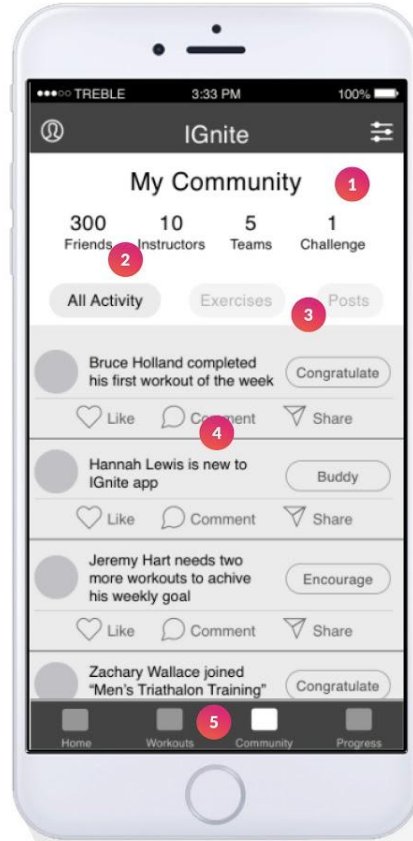 TREBLE 3:33 PM 100%
IGnite
My Community
1
300 10 5 1
Friends Instructors Teams Challenge
2
All Activity Exercises Posts
3
Bruce Holland completed
his first workout of the week
Congratulate
Like Comment Share
4
Hannah Lewis is new to
IGnite app
Buddy
Like Comment Share
Jeremy Hart needs two
more workouts to achive
his weekly goal
Encourage
Like Comment Share
Zachary Wallace joined
“Men's Triathalon Training”
Congratulate
5
Home Workouts Community Progress